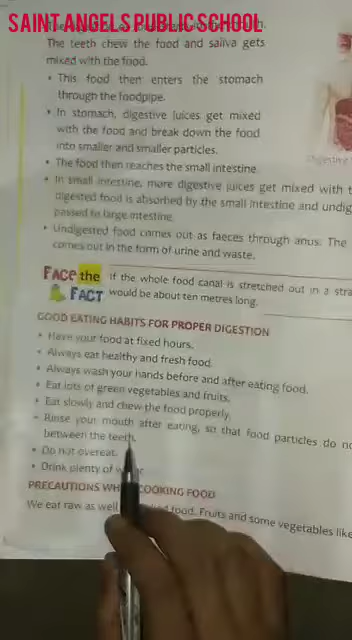 SAINT ANGELS PUBLIC SCHOOL
The teeth chew the food and saliva gets
mixed with the food.
• This food then enters the stomach
through the foodpipe.
• In stomach, digestive juices get mixed
with the food and break down the food
into smaller and smaller particles.
• The food then reaches the small intestine.
• In small intestine, more digestive juices get mixed with
digested food is absorbed by the small intestine and
passed to large intestine.
• Undigested food comes out as faeces through anus. The
comes out in the form of urine and waste.
Digestive
FACE the FACT
If the whole food canal is stretched out in a
would be about ten metres long.
GOOD EATING HABITS FOR PROPER DIGESTION
• Have your food at fixed hours.
• Always eat healthy and fresh food.
• Always wash your hands before and after eating food.
• Eat lots of green vegetables and fruits.
• Eat slowly and chew the food properly.
• Rinse your mouth after eating, so that food particles do
between the teeth.
• Do not overeat.
• Drink plenty of
PRECAUTIONS COOKING FOOD
We eat raw as well food. Fruits and some vegetables like